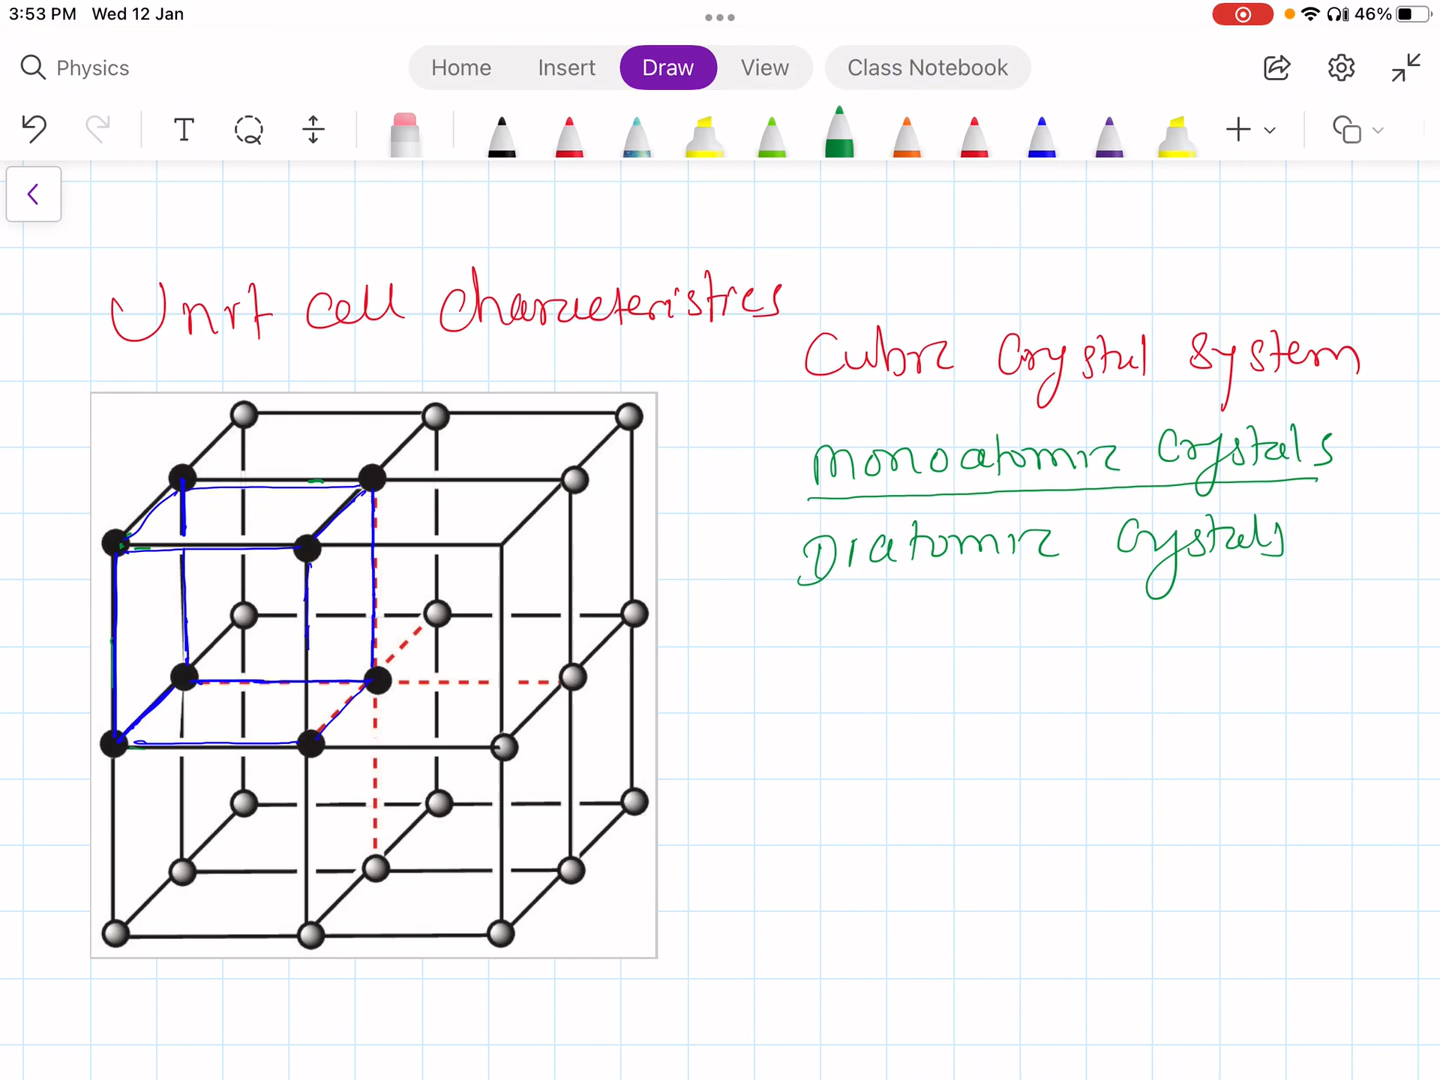 3:53 PM Wed 12 Jan
46%
Physics
Home Insert Draw View Class Notebook
T
Unit cell characteristics
Cubic Crystal System
monoatomic Crystals
Diatomic Crystals